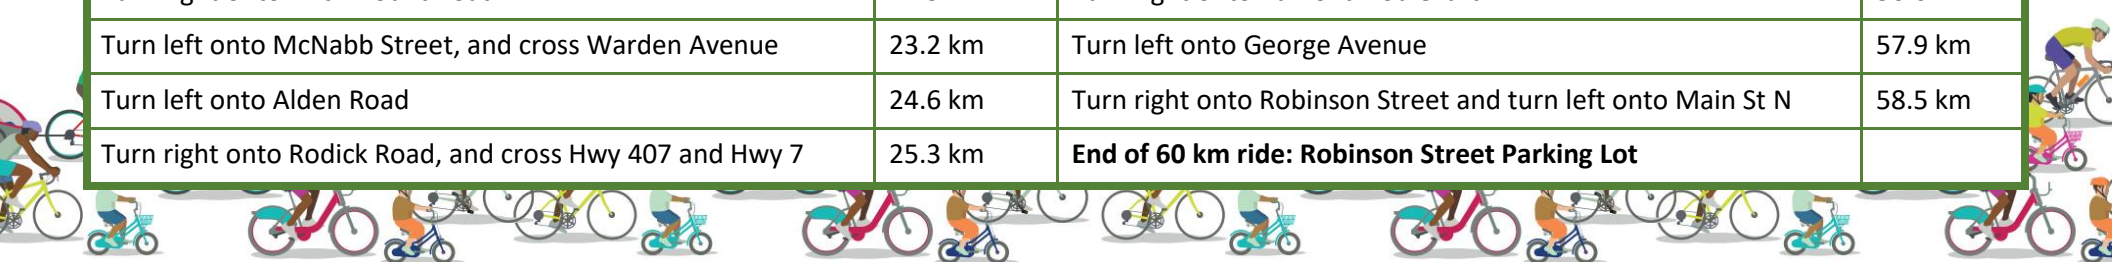 Turn left onto McNabb Street, and cross Warden Avenue 23.2 km Turn left onto George Avenue 57.9 km
Turn left onto Alden Road 24.6 km Turn right onto Robinson Street and turn left onto Main St N 58.5 km
Turn right onto Rodick Road, and cross Hwy 407 and Hwy 7 25.3 km End of 60 km ride: Robinson Street Parking Lot